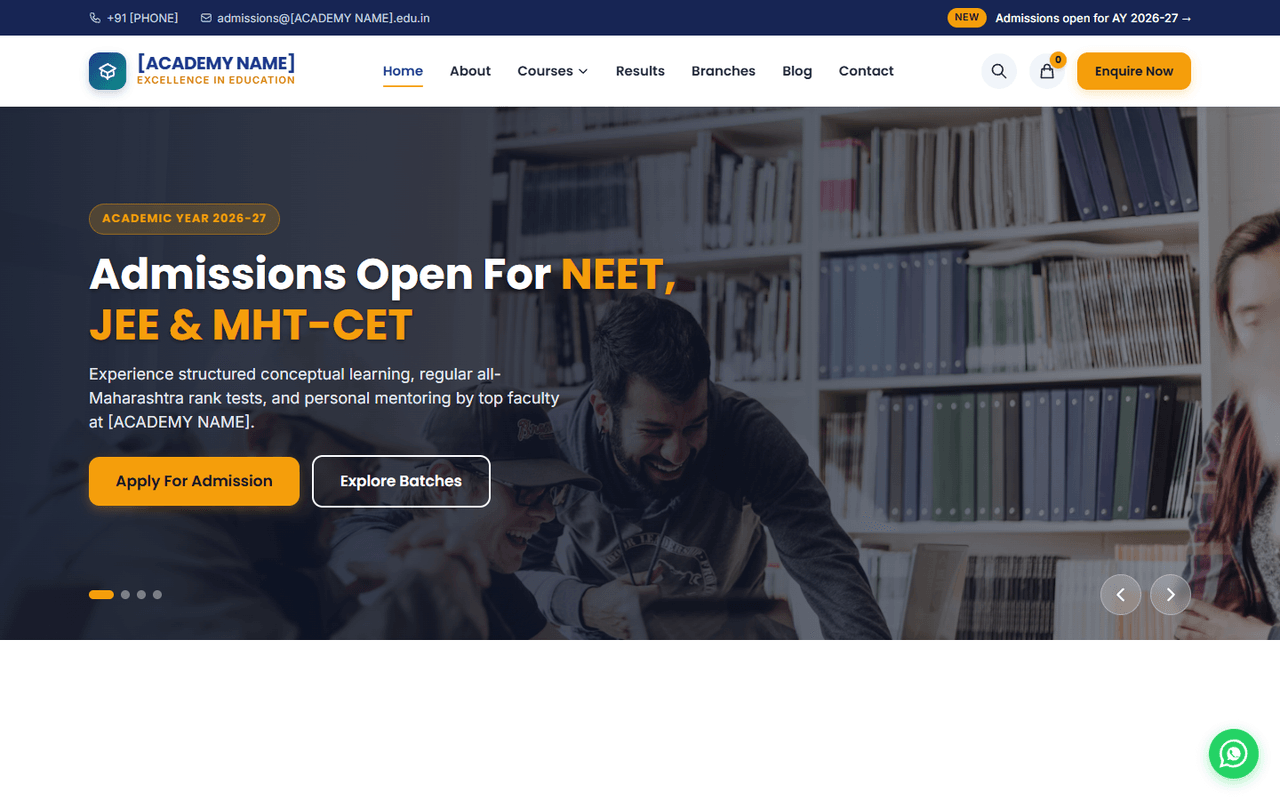 +91 [PHONE]
admissions@[ACADEMY NAME].edu.in
NEW
Admissions open for AY 2026-27 →
[ACADEMY NAME]
EXCELLENCE IN EDUCATION
Home
About
Courses
Results
Branches
Blog
Contact
0
Enquire Now
ACADEMIC YEAR 2026-27
Admissions Open For NEET,
JEE & MHT-CET
Experience structured conceptual learning, regular all-
Maharashtra rank tests, and personal mentoring by top faculty
at [ACADEMY NAME].
Apply For Admission
Explore Batches